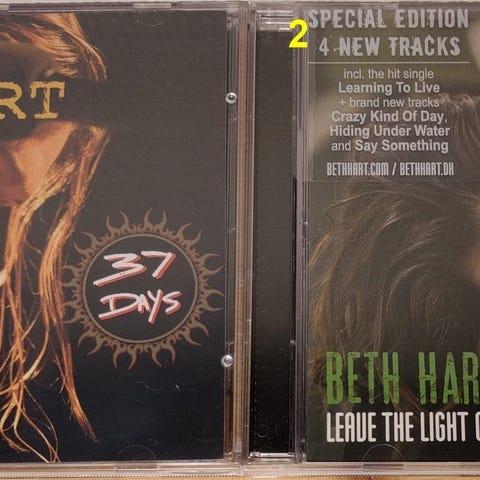 RT
37
DAYS
2
SPECIAL EDITION
4 NEW TRACKS
incl. the hit single
Learning To Live
+ brand new tracks
Crazy Kind Of Day,
Hiding Under Water
and Say Something
BETHHART.COM / BETHHART.DK
BETH HAR
LEAVE THE LIGHT O